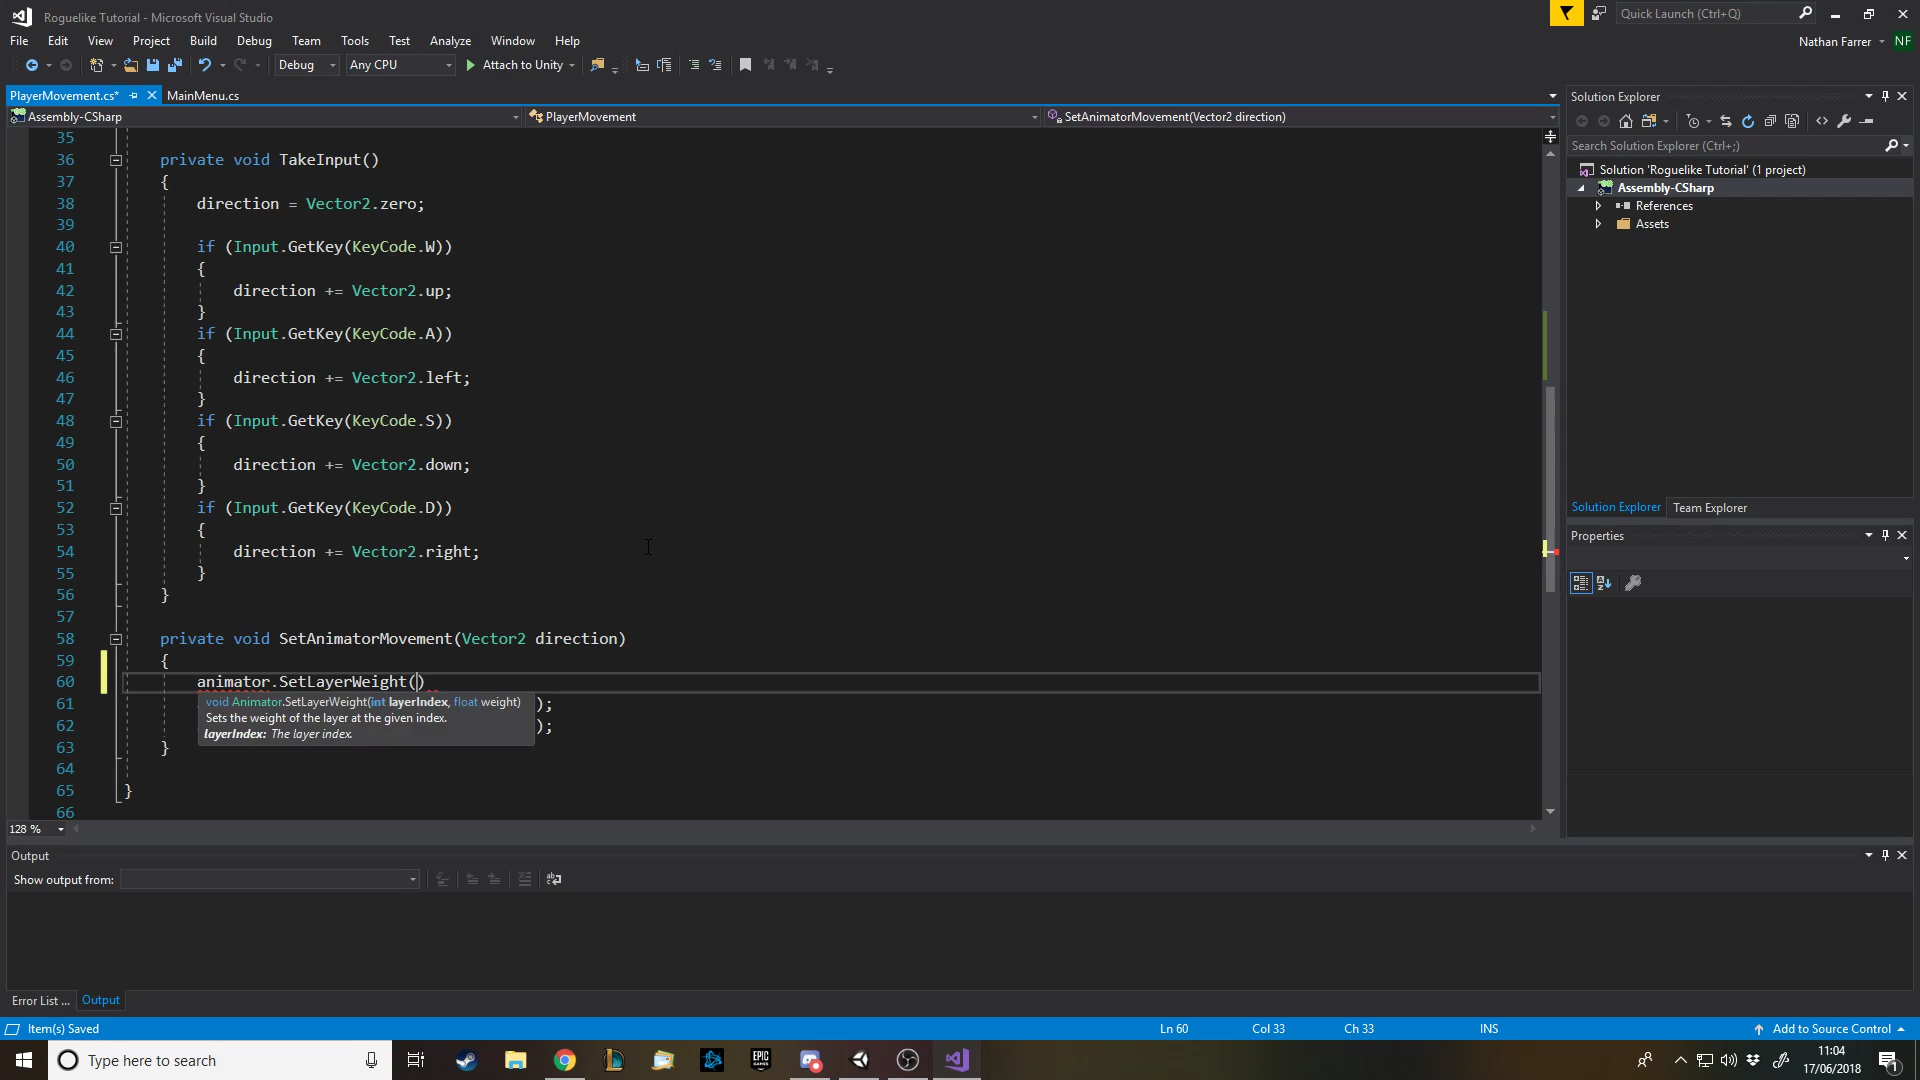 Roguelike Tutorial - Microsoft Visual Studio
Quick Launch (Ctrl+Q)
File Edit View Project Build Debug Team Tools Test Analyze Window Help
Nathan Farrer NF
Debug Any CPU Attach to Unity
PlayerMovement.cs* MainMenu.cs
Assembly-CSharp PlayerMovement SetAnimatorMovement(Vector2 direction)
35
36 private void TakeInput()
37 {
38 direction = Vector2.zero;
39
40 if (Input.GetKey(KeyCode.W))
41 {
42 direction += Vector2.up;
43 }
44 if (Input.GetKey(KeyCode.A))
45 {
46 direction += Vector2.left;
47 }
48 if (Input.GetKey(KeyCode.S))
49 {
50 direction += Vector2.down;
51 }
52 if (Input.GetKey(KeyCode.D))
53 {
54 direction += Vector2.right;
55 }
56 }
57
58 private void SetAnimatorMovement(Vector2 direction)
59 {
60 animator.SetLayerWeight()
void Animator.SetLayerWeight(int layerIndex, float weight)
Sets the weight of the layer at the given index.
layerIndex: The layer index.
61 );
62 );
63 }
64
65 }
66
128 %
Solution Explorer
Search Solution Explorer (Ctrl+;)
Solution 'Roguelike Tutorial' (1 project)
Assembly-CSharp
References
Assets
Solution Explorer Team Explorer
Properties
Output
Show output from:
Error List ... Output
Item(s) Saved Ln 60 Col 33 Ch 33 INS Add to Source Control
Type here to search
EPIC GAMES
11:04
17/06/2018
1